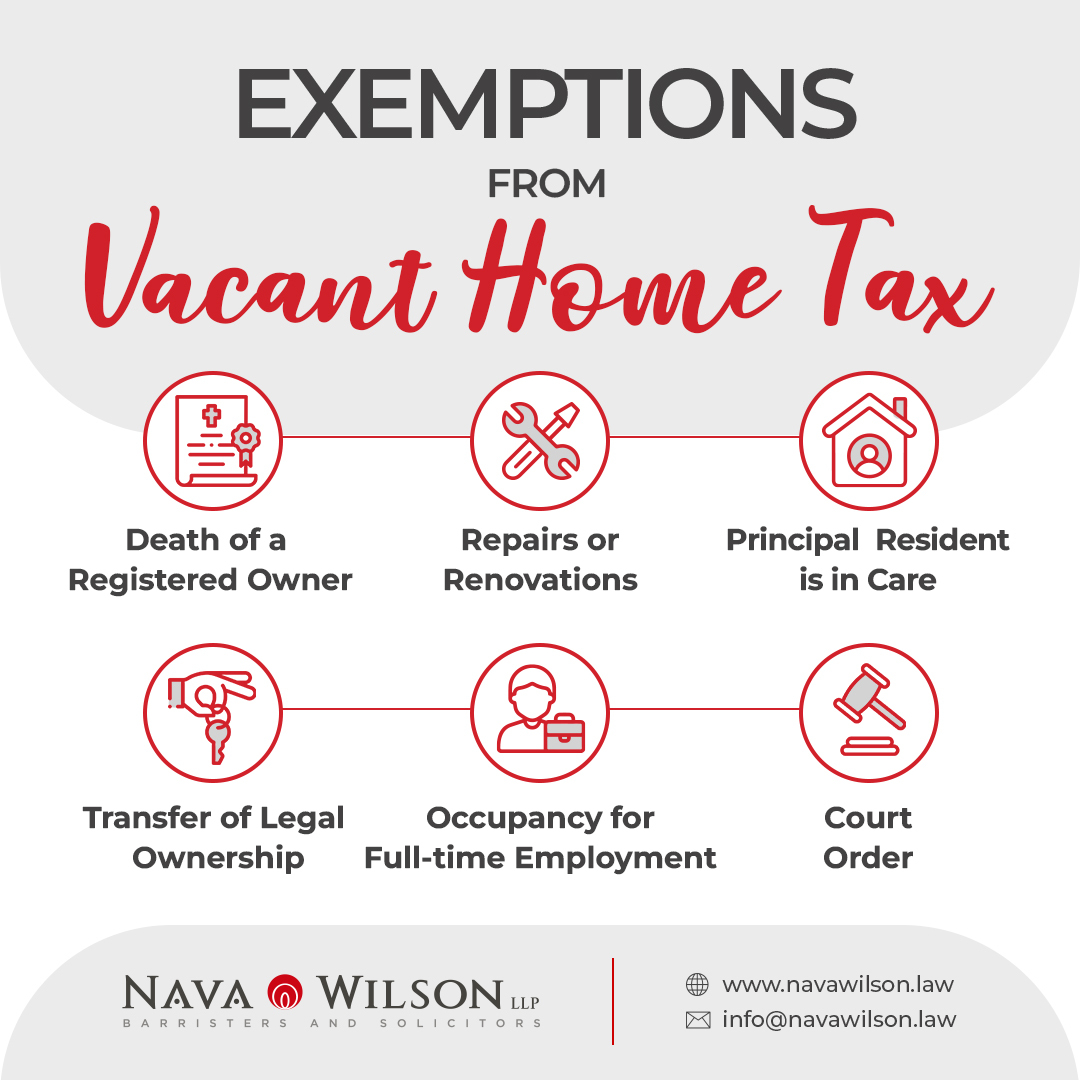 EXEMPTIONS
FROM
Vacant Home Tax
Death of a
Registered Owner
Repairs or
Renovations
Principal Resident
is in Care
Transfer of Legal
Ownership
Occupancy for
Full-time Employment
Court
Order
NAVA WILSON LLP
BARRISTERS AND SOLICITORS
www.navawilson.law
info@navawilson.law